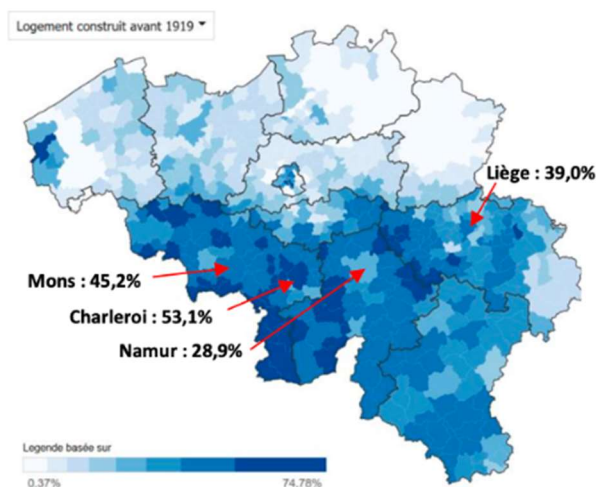 Logement construit avant 1919
Liège : 39,0%
Mons : 45,2%
Charleroi : 53,1%
Namur : 28,9%
Legende basée sur
0.37%
74.78%